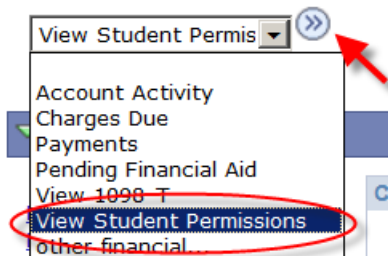 View Student Permis
Account Activity
Charges Due
Payments
Pending Financial Aid
View 1098-T
View Student Permissions
other financial...
C